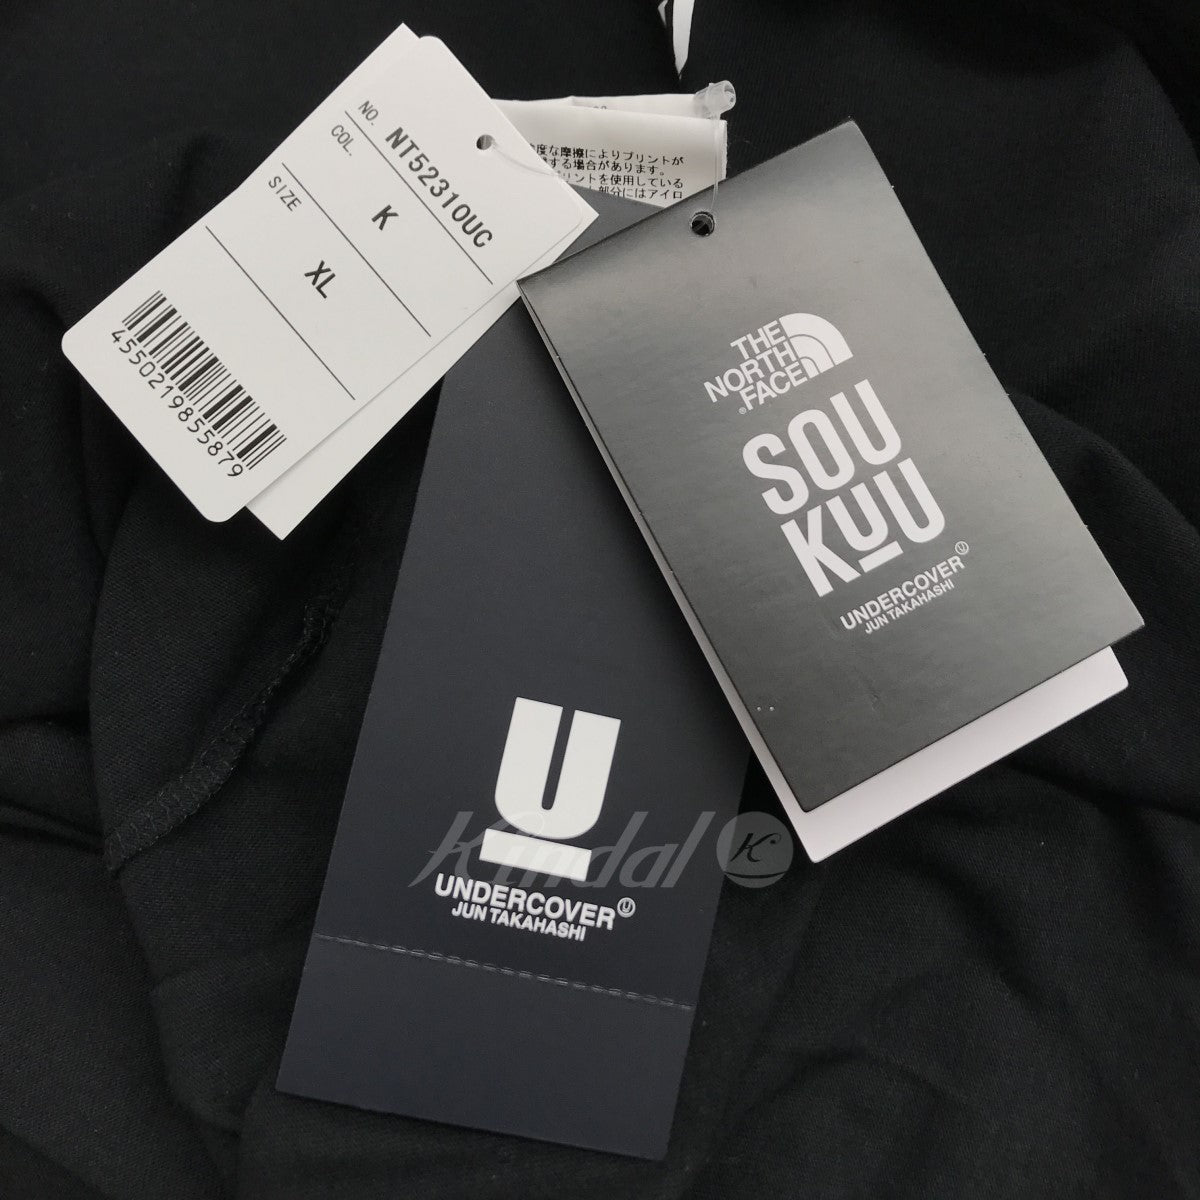 NO. NT52310UC
COL. K
SIZE XL
4550219855879
度な摩擦によりプリントが
する場合があります。
リントを使用している
部分にはアイロ
THE
NORTH
FACE
SOU
KUU
UNDERCOVER
JUN TAKAHASHI
U
UNDERCOVER
JUN TAKAHASHI
Kindal K